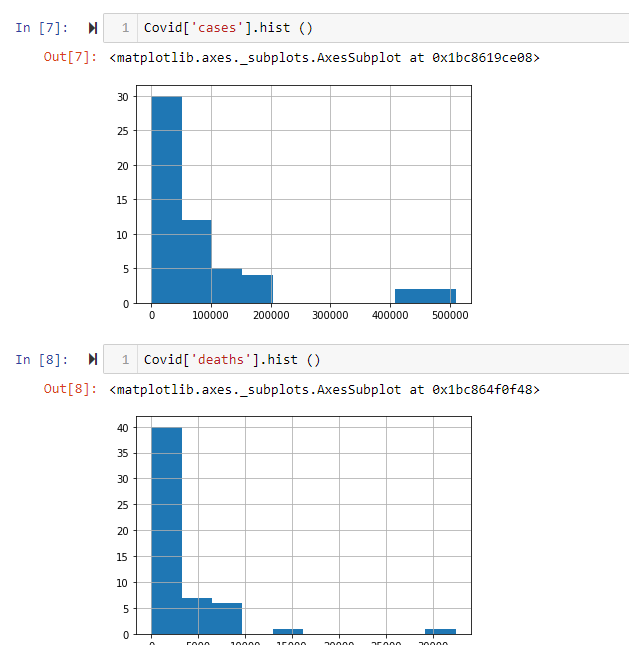 In [7]: 1 Covid['cases'].hist ()
Out[7]: <matplotlib.axes._subplots.AxesSubplot at 0x1bc8619ce08>
30
25
20
15
10
5
0
0 100000 200000 300000 400000 500000
In [8]: 1 Covid['deaths'].hist ()
Out[8]: <matplotlib.axes._subplots.AxesSubplot at 0x1bc864f0f48>
40
35
30
25
20
15
10
5
0
0 5000 10000 15000 20000 25000 30000